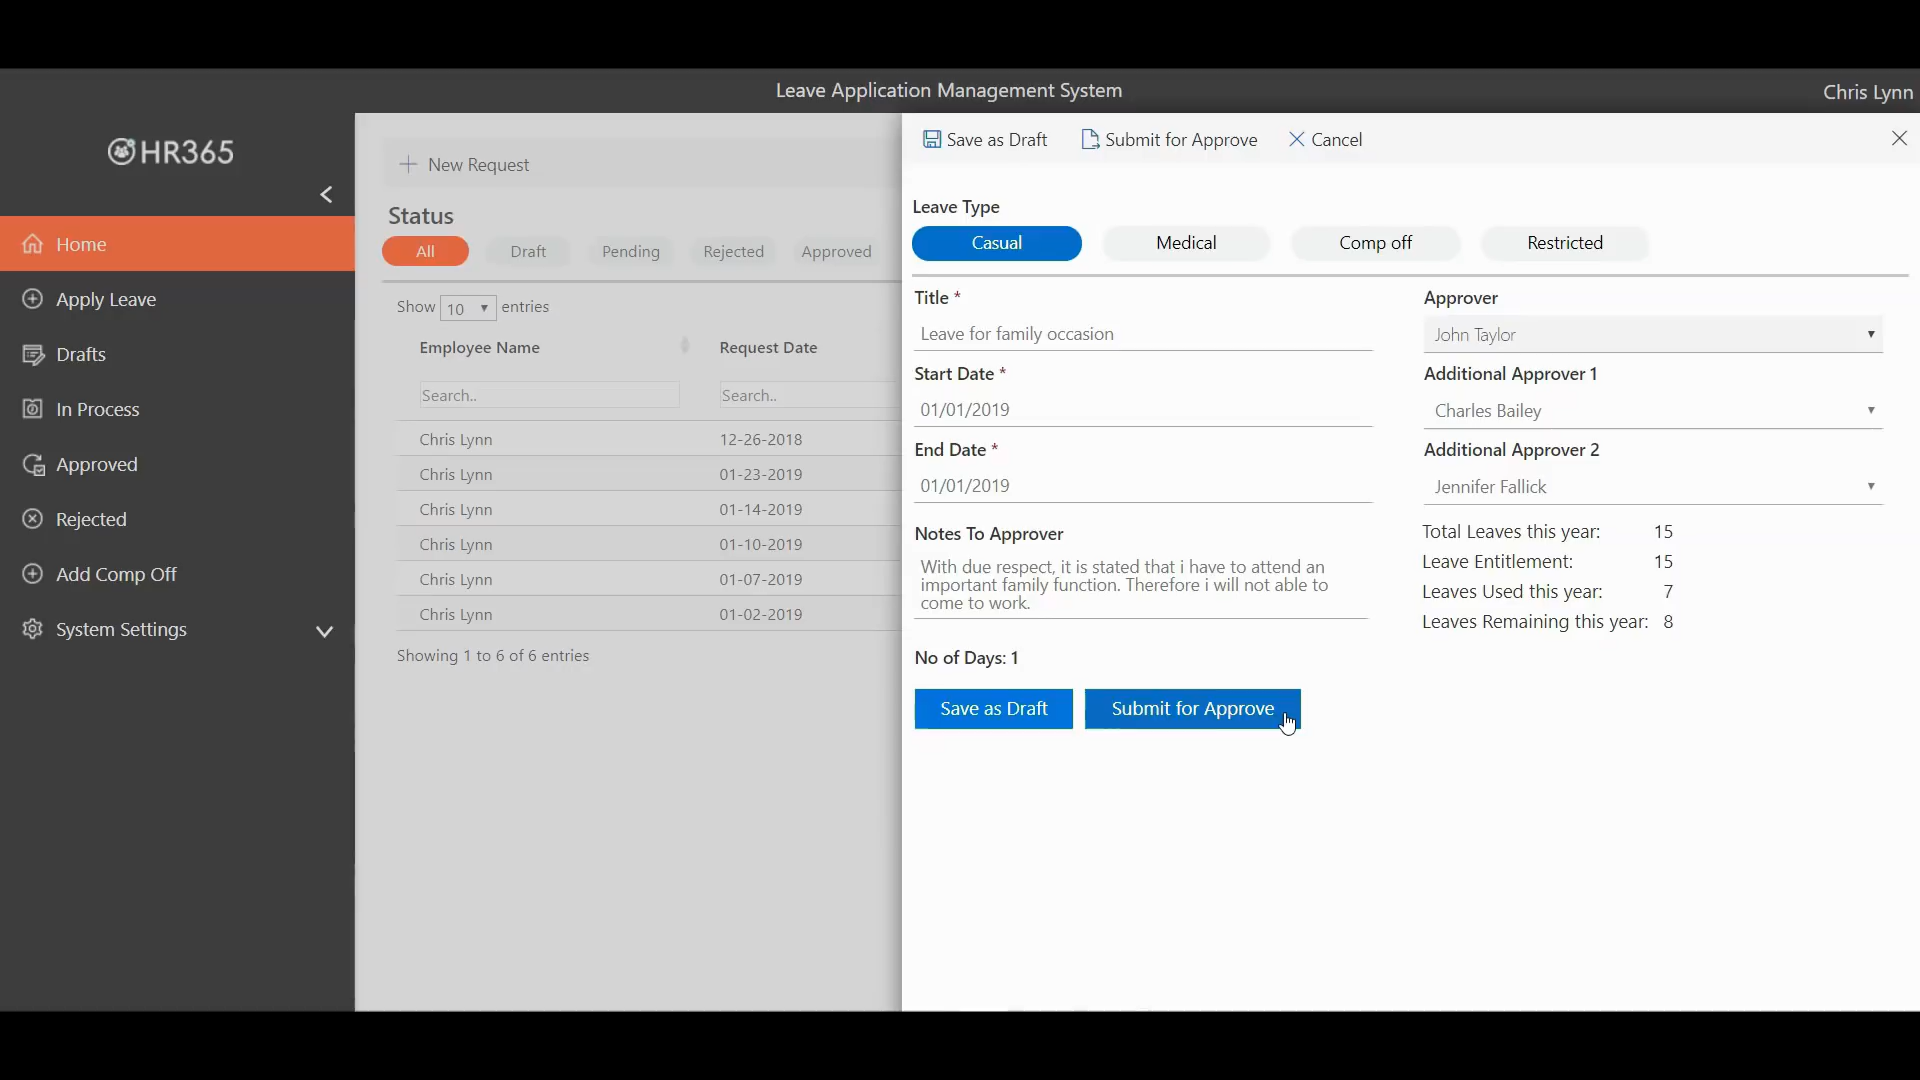 Leave Application Management System
Chris Lynn
HR365
Home
Apply Leave
Drafts
In Process
Approved
Rejected
Add Comp Off
System Settings
New Request
Status
All Draft Pending Rejected Approved
Show 10 entries
Employee Name Request Date
Search.. Search..
Chris Lynn 12-26-2018
Chris Lynn 01-23-2019
Chris Lynn 01-14-2019
Chris Lynn 01-10-2019
Chris Lynn 01-07-2019
Chris Lynn 01-02-2019
Showing 1 to 6 of 6 entries
Save as Draft Submit for Approve Cancel
Leave Type
Casual Medical Comp off Restricted
Title *
Leave for family occasion
Start Date *
01/01/2019
End Date *
01/01/2019
Notes To Approver
With due respect, it is stated that i have to attend an
important family function. Therefore i will not able to
come to work.
No of Days: 1
Save as Draft Submit for Approve
Approver
John Taylor
Additional Approver 1
Charles Bailey
Additional Approver 2
Jennifer Fallick
Total Leaves this year: 15
Leave Entitlement: 15
Leaves Used this year: 7
Leaves Remaining this year: 8